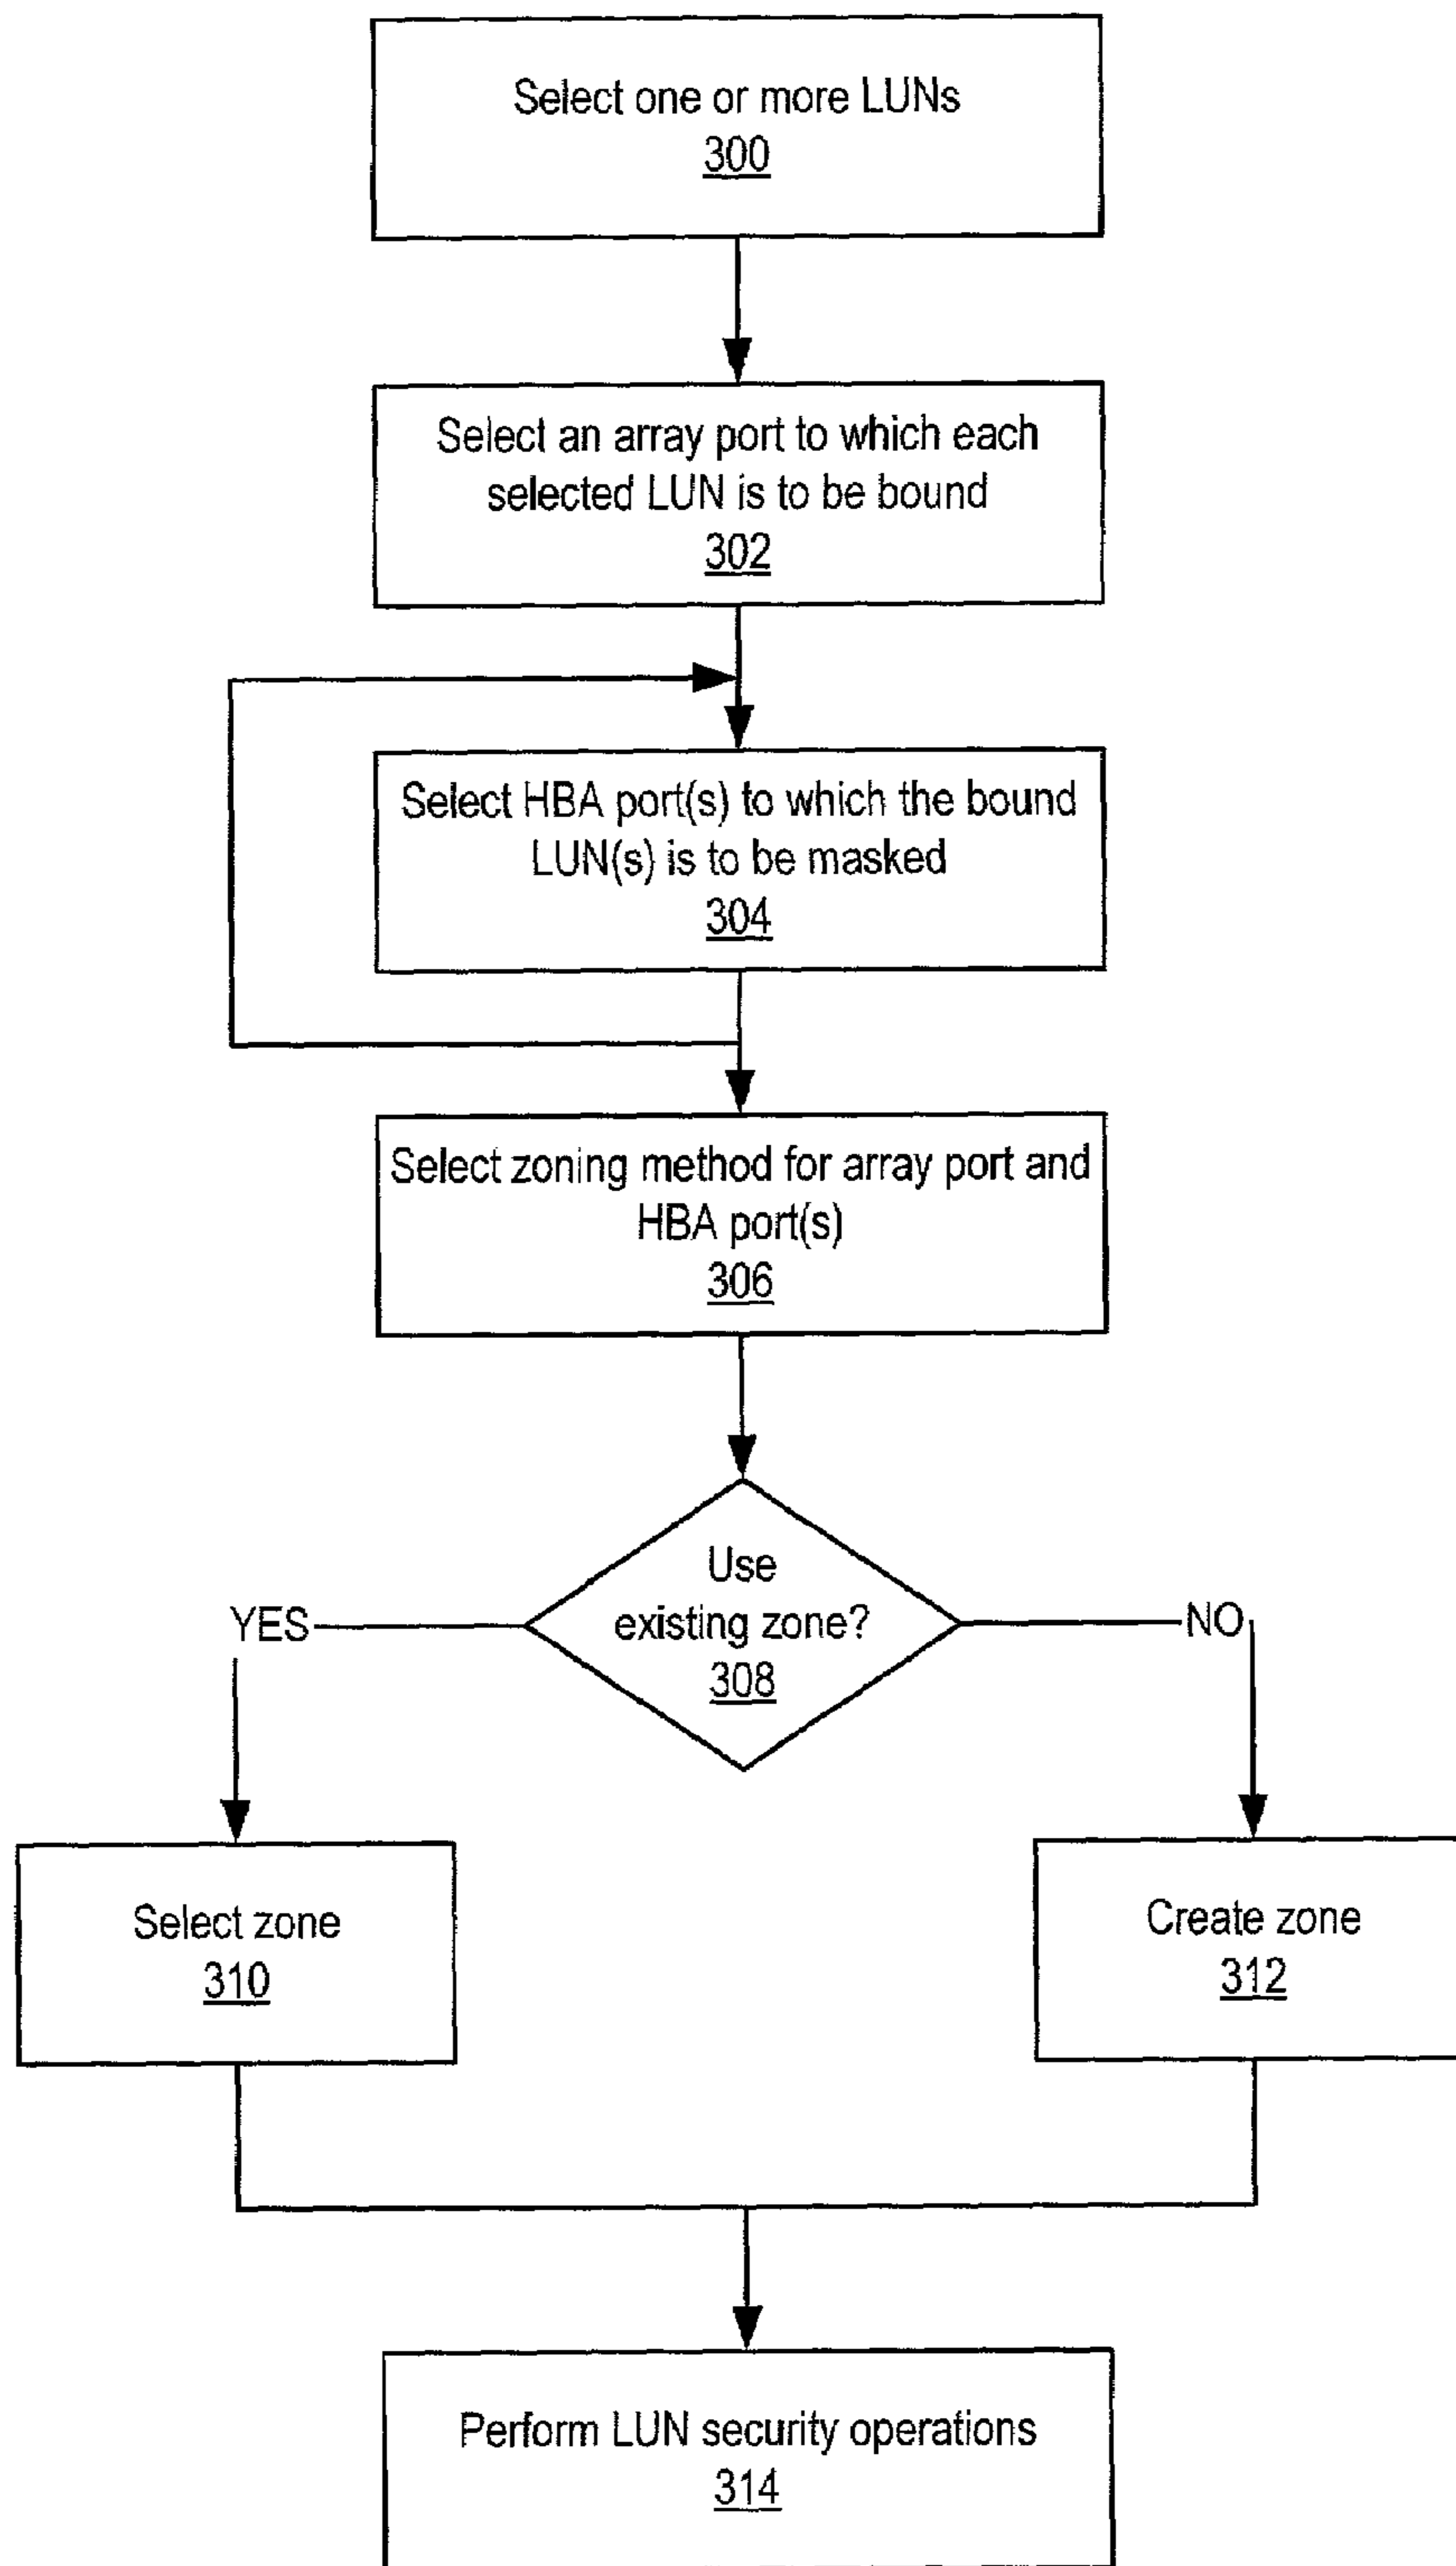 Select one or more LUNs
300
Select an array port to which each
selected LUN is to be bound
302
Select HBA port(s) to which the bound
LUN(s) is to be masked
304
Select zoning method for array port and
HBA port(s)
306
Use
existing zone?
308
YES
NO
Select zone
310
Create zone
312
Perform LUN security operations
314